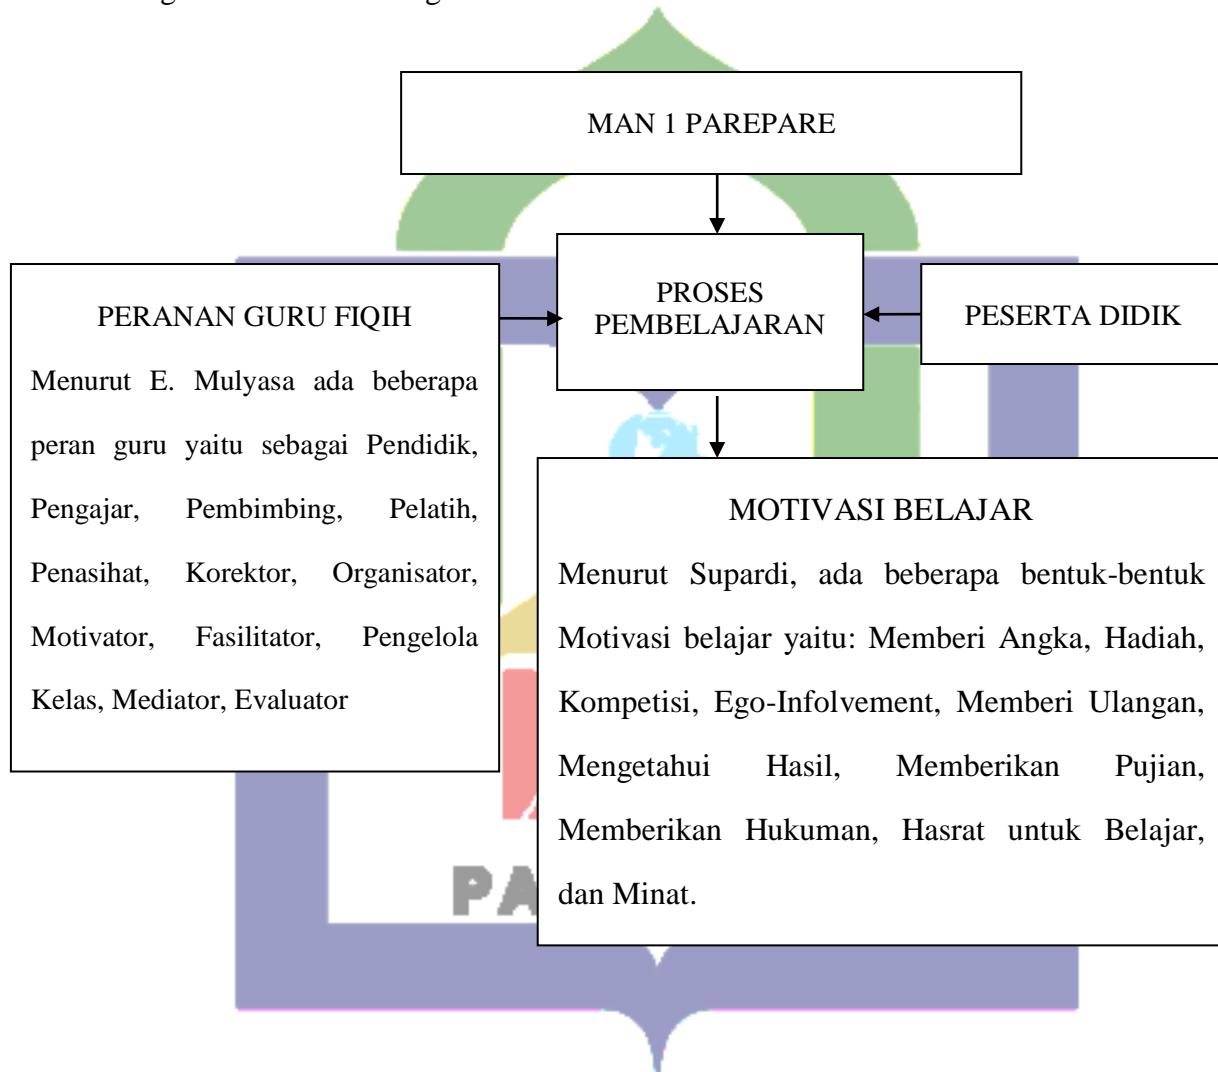 MAN 1 PAREPARE
PROSES
PEMBELAJARAN
PERANAN GURU FIQIH
Menurut E. Mulyasa ada beberapa
peran guru yaitu sebagai Pendidik,
Pengajar, Pembimbing, Pelatih,
Penasihat, Korektor, Organisator,
Motivator, Fasilitator, Pengelola
Kelas, Mediator, Evaluator
PESERTA DIDIK
MOTIVASI BELAJAR
Menurut Supardi, ada beberapa bentuk-bentuk
Motivasi belajar yaitu: Memberi Angka, Hadiah,
Kompetisi, Ego-Infolvement, Memberi Ulangan,
Mengetahui Hasil, Memberikan Pujian,
Memberikan Hukuman, Hasrat untuk Belajar,
dan Minat.
PA